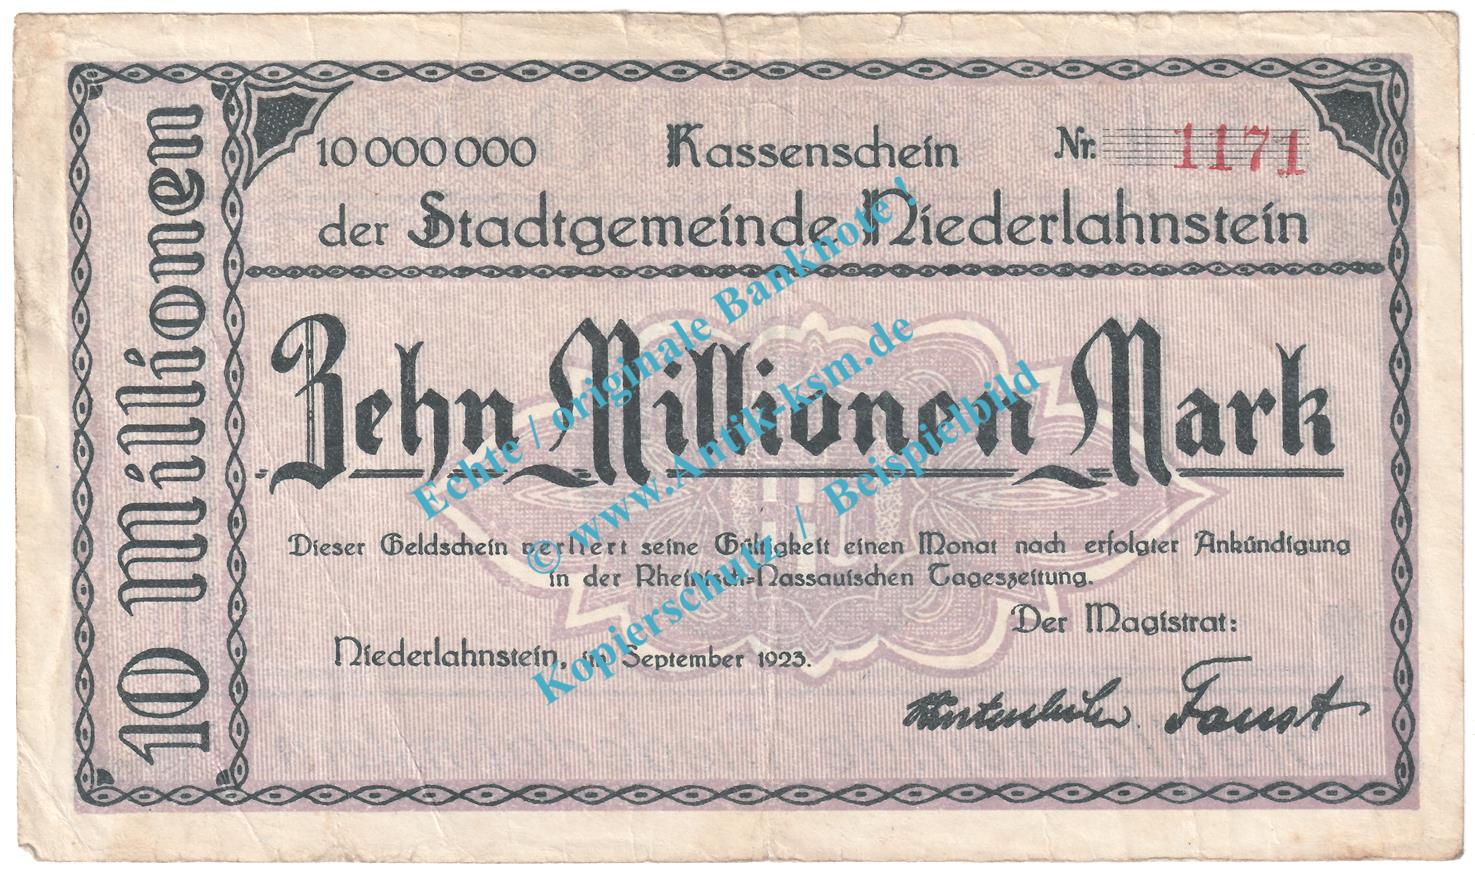 10 Millionen
10 000 000 Kassenschein Nr. 1171
der Stadtgemeinde Niederlahnstein
Zehn Millionen Mark
Dieser Geldschein verliert seine Gültigkeit einen Monat nach erfolgter Ankündigung
in der Rheinisch-Nassauischen Tageszeitung.
Der Magistrat:
Niederlahnstein, im September 1923.
Faust
Echte / originale Banknote !
© www.Antik-ksm.de
Kopierschutz / Beispielbild